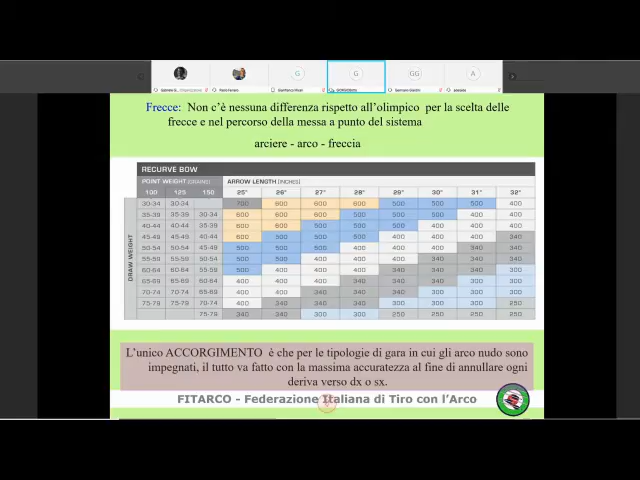 G
G
GG
A
Frecce: Non c'è nessuna differenza rispetto all'olimpico per la scelta delle
frecce e nel percorso della messa a punto del sistema
arciere - arco - freccia
RECURVE BOW
POINT WEIGHT (GRAINS) ARROW LENGTH (INCHES)
100 125 150 25" 26" 27" 28" 29" 30" 31" 32"
DRAW WEIGHT
30-34 30-34 700 600 600 600 500 500 500 400
35-39 35-39 30-34 600 600 600 500 500 500 400 400
40-44 40-44 35-39 600 600 500 500 500 400 400 400
45-49 45-49 40-44 600 500 500 500 400 400 400 340
50-54 50-54 45-49 500 500 500 400 400 400 340 340
55-59 55-59 50-54 500 500 400 400 400 340 340 340
60-64 60-64 55-59 500 400 400 400 340 340 340 300
65-69 65-69 60-64 400 400 400 340 340 340 300 300
70-74 70-74 65-69 400 400 340 340 340 300 300 300
75-79 75-79 70-74 400 340 340 340 300 300 300 250
75-79 340 340 300 300 300 300 250 250
L'unico ACCORGIMENTO è che per le tipologie di gara in cui gli arco nudo sono
impegnati, il tutto va fatto con la massima accuratezza al fine di annullare ogni
deriva verso dx o sx.
FITARCO - Federazione Italiana di Tiro con l'Arco